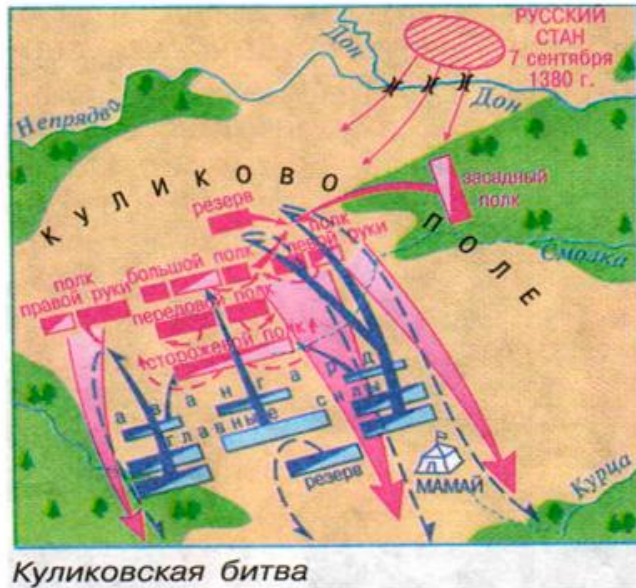 РУССКИЙ
СТАН
7 сентября
1380 г.
Дон
Дон
Непрядва
КУЛИКОВО
ПОЛЕ
засадный
полк
резерв
полк
левой руки
Смолка
полк
правой руки
большой полк
передовой полк
сторожевой полк
авангард
главные силы
резерв
МАМАЙ
Курца
Куликовская битва